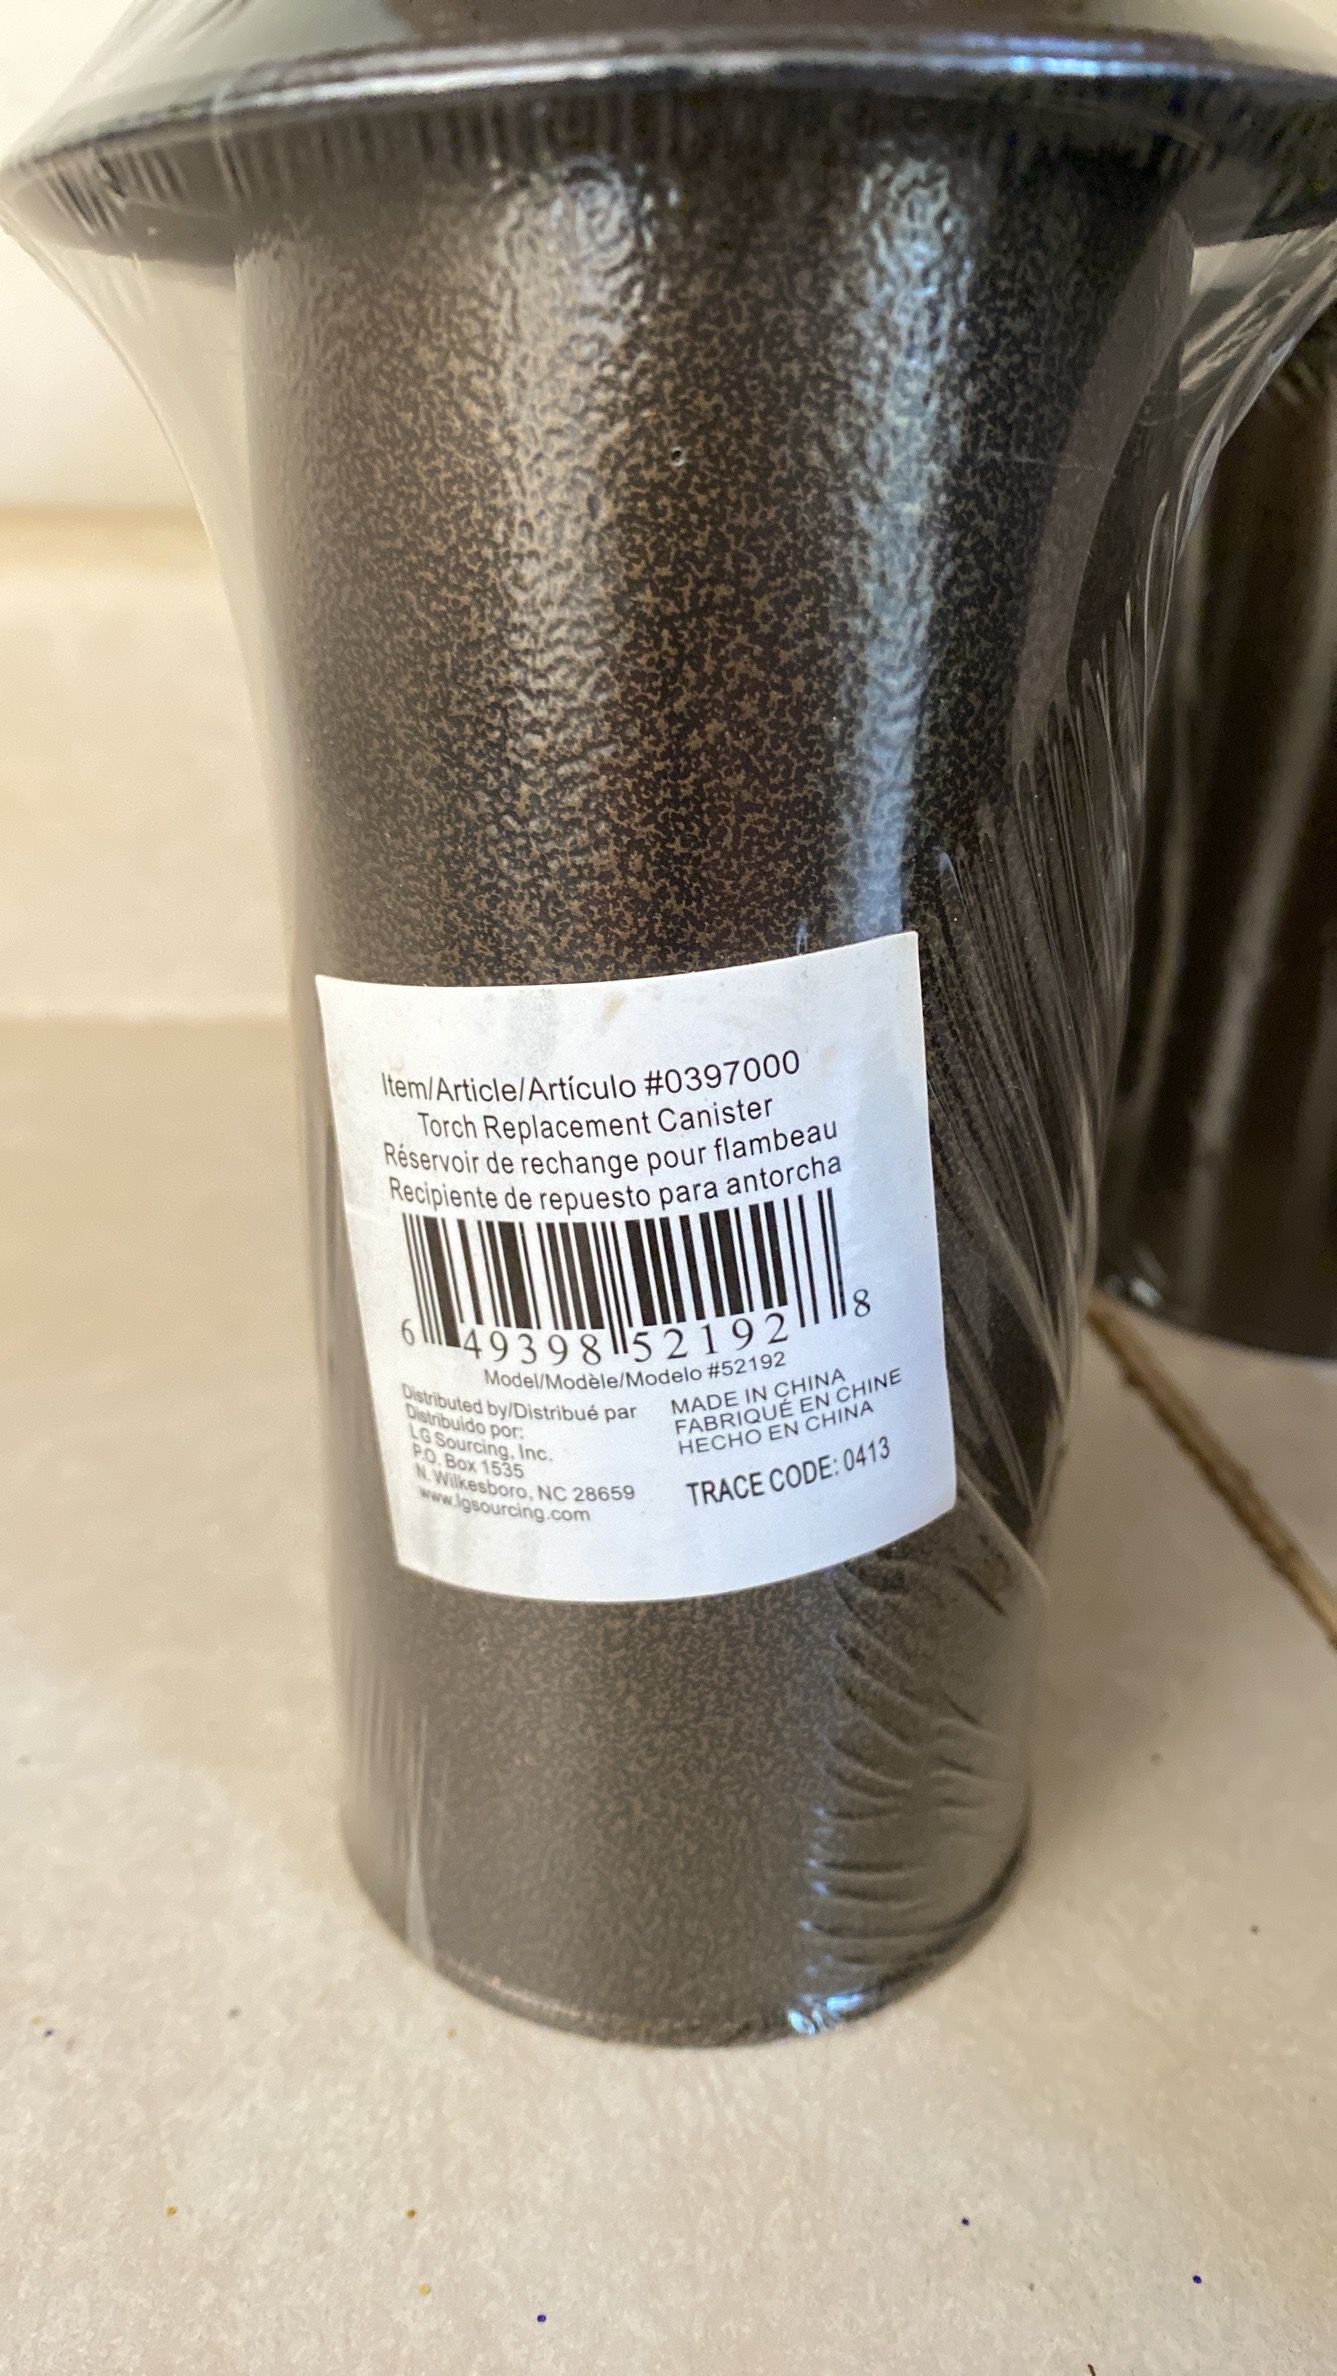 Item/Article/Artículo #0397000
Torch Replacement Canister
Réservoir de rechange pour flambeau
Recipiente de repuesto para antorcha
6 49398 52192 8
Model/Modèle/Modelo #52192
Distributed by/Distribué par
Distribuido por:
LG Sourcing, Inc.
P.O. Box 1535
N. Wilkesboro, NC 28659
www.lgsourcing.com
MADE IN CHINA
FABRIQUÉ EN CHINE
HECHO EN CHINA
TRACE CODE: 0413